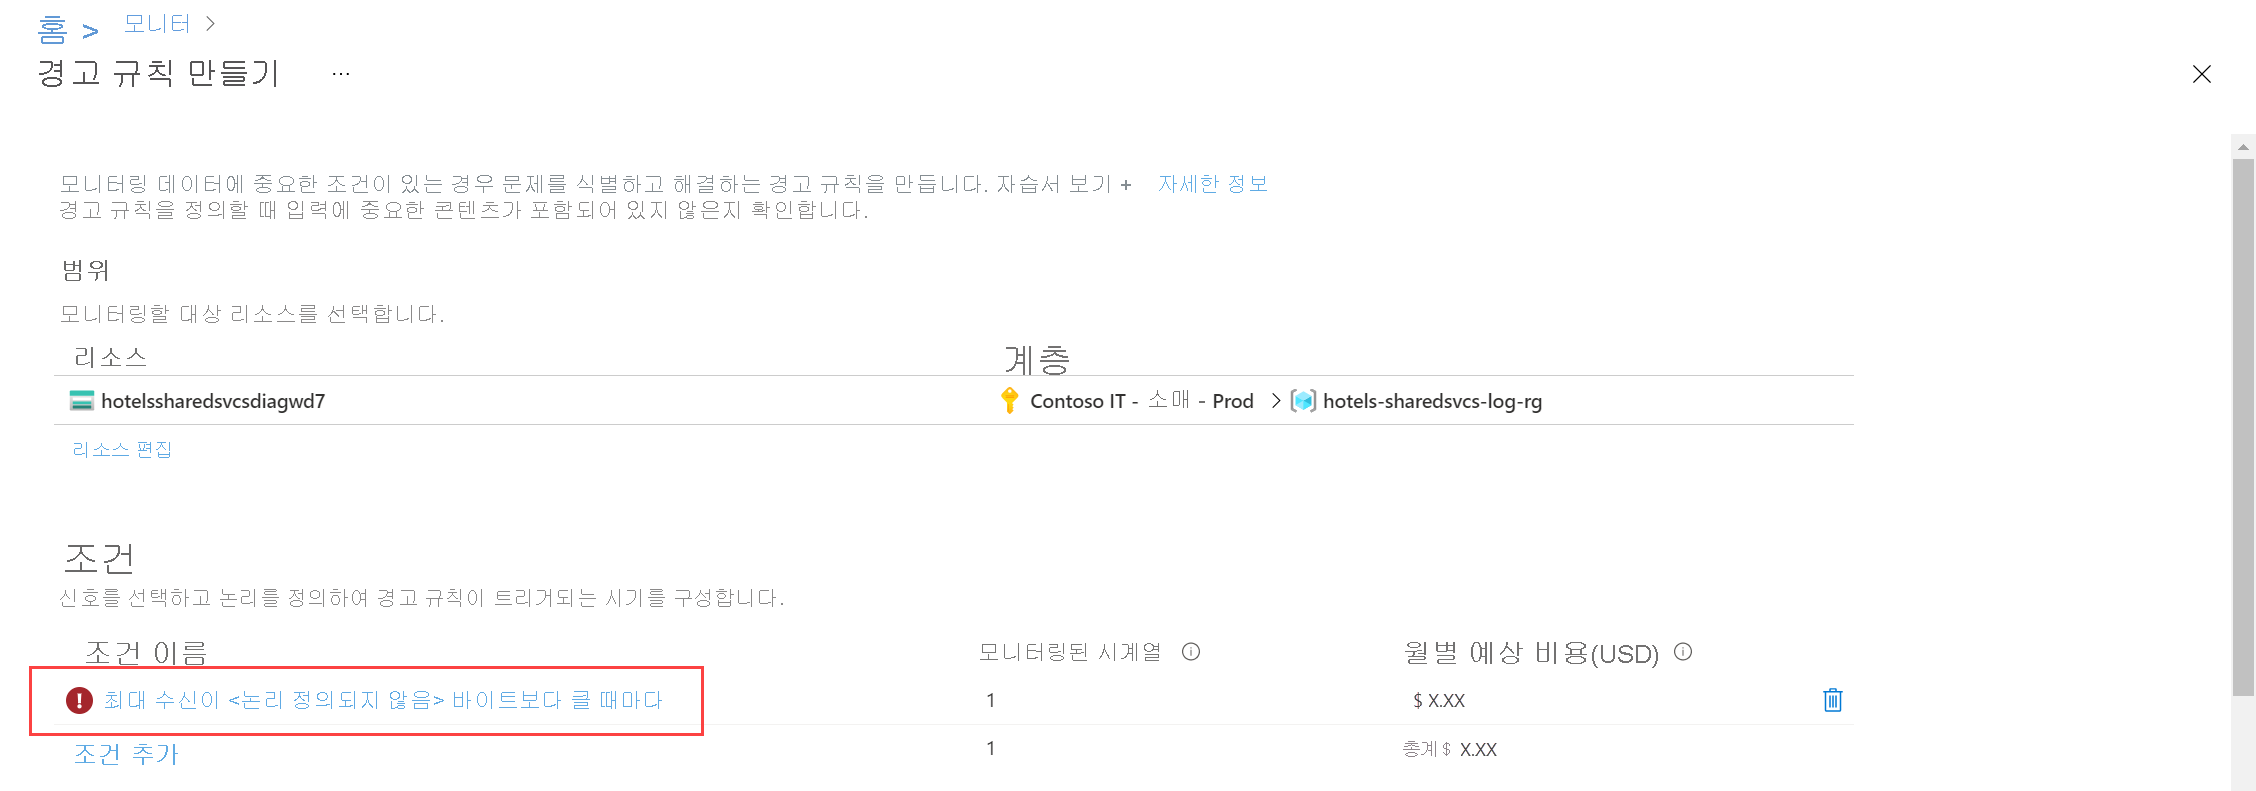 홈 > 모니터 >
경고 규칙 만들기 ...
모니터링 데이터에 중요한 조건이 있는 경우 문제를 식별하고 해결하는 경고 규칙을 만듭니다. 자습서 보기 + 자세한 정보
경고 규칙을 정의할 때 입력에 중요한 콘텐츠가 포함되어 있지 않은지 확인합니다.
범위
모니터링할 대상 리소스를 선택합니다.
리소스 계층
hotelssharedsvcsdiagwd7 Contoso IT - 소매 - Prod > hotels-sharedsvcs-log-rg
리소스 편집
조건
신호를 선택하고 논리를 정의하여 경고 규칙이 트리거되는 시기를 구성합니다.
조건 이름 모니터링된 시계열 월별 예상 비용(USD)
최대 수신이 <논리 정의되지 않음> 바이트보다 클 때마다 1 $ X.XX
조건 추가 1 총계 $ X.XX